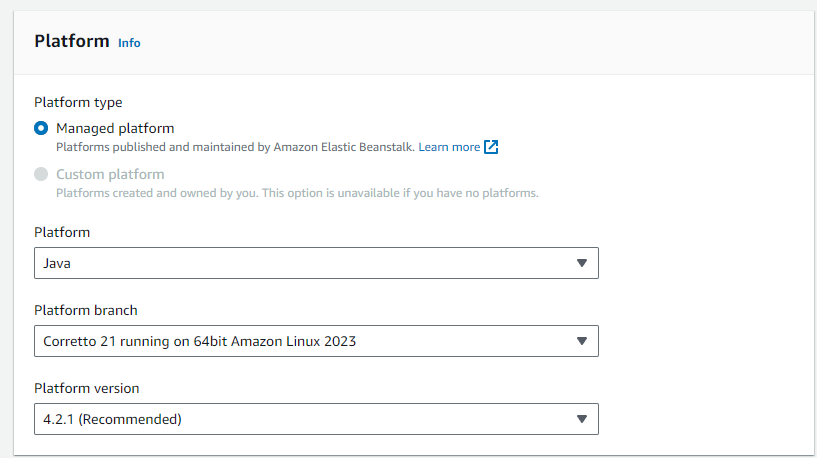 Platform Info
Platform type
Managed platform
Platforms published and maintained by Amazon Elastic Beanstalk. Learn more
Custom platform
Platforms created and owned by you. This option is unavailable if you have no platforms.
Platform
Java
Platform branch
Corretto 21 running on 64bit Amazon Linux 2023
Platform version
4.2.1 (Recommended)